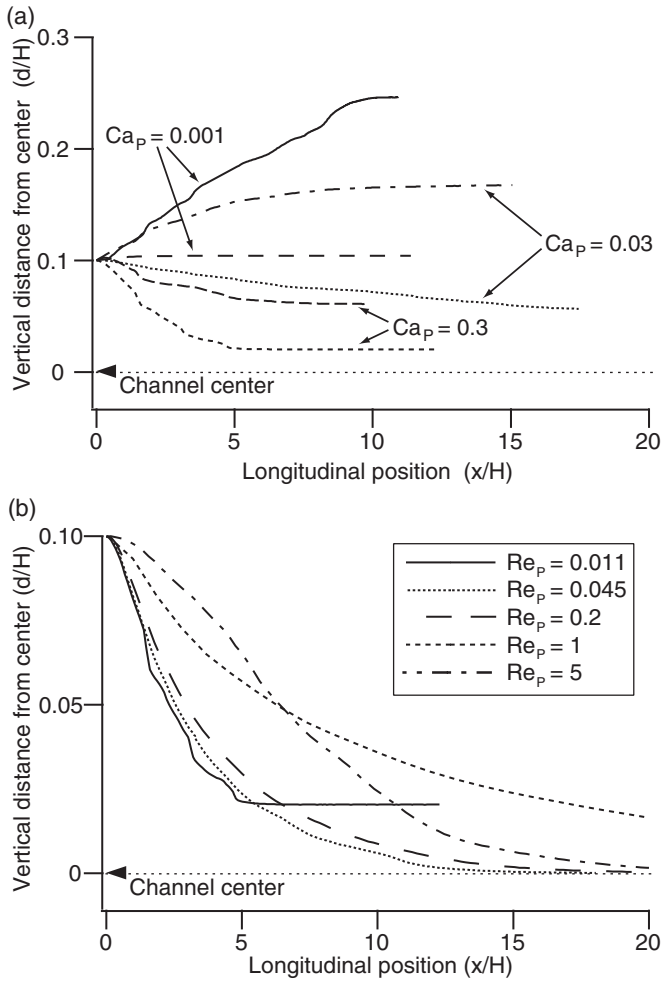 (a)
Vertical distance from center (d/H)
0.3
0.2
0.1
0
Ca_P = 0.001
Ca_P = 0.03
Ca_P = 0.3
Channel center
0 5 10 15 20
Longitudinal position (x/H)
(b)
Vertical distance from center (d/H)
0.10
0.05
0
Re_P = 0.011
Re_P = 0.045
Re_P = 0.2
Re_P = 1
Re_P = 5
Channel center
0 5 10 15 20
Longitudinal position (x/H)